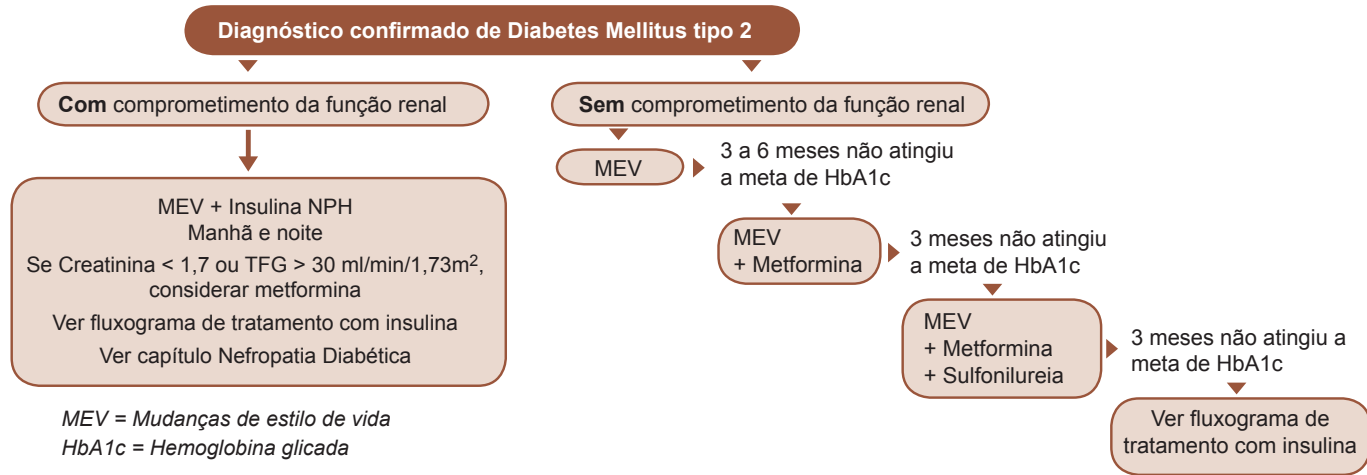 Diagnóstico confirmado de Diabetes Mellitus tipo 2
Com comprometimento da função renal
MEV + Insulina NPH
Manhã e noite
Se Creatinina < 1,7 ou TFG > 30 ml/min/1,73m²,
considerar metformina
Ver fluxograma de tratamento com insulina
Ver capítulo Nefropatia Diabética
Sem comprometimento da função renal
MEV
3 a 6 meses não atingiu
a meta de HbA1c
MEV
+ Metformina
3 meses não atingiu
a meta de HbA1c
MEV
+ Metformina
+ Sulfonilureia
3 meses não atingiu a
meta de HbA1c
Ver fluxograma de
tratamento com insulina
MEV = Mudanças de estilo de vida
HbA1c = Hemoglobina glicada